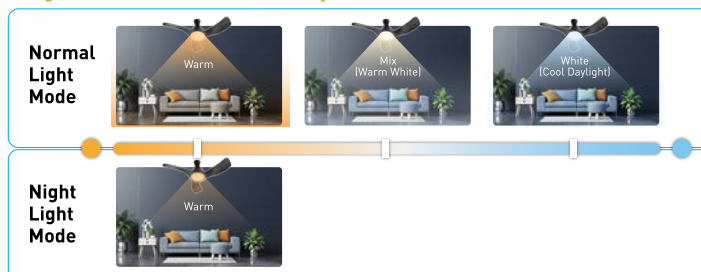 Normal
Light
Mode
Warm
Mix
(Warm White)
White
(Cool Daylight)
Night
Light
Mode
Warm